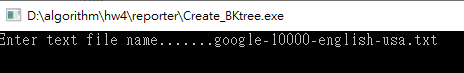 D:\algorithm\hw4\reporter\Create_BKtree.exe
Enter text file name.......google-10000-english-usa.txt